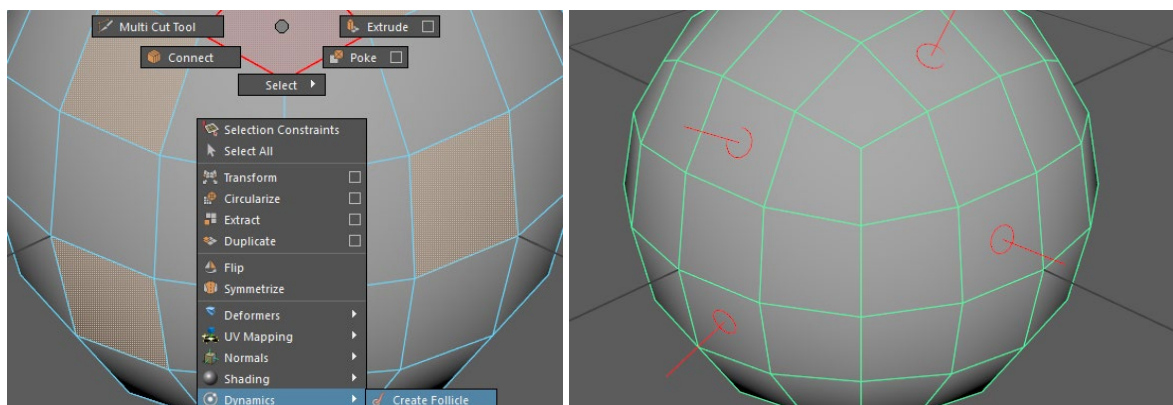 Multi Cut Tool
Extrude
Connect
Poke
Select
Selection Constraints
Select All
Transform
Circularize
Extract
Duplicate
Flip
Symmetrize
Deformers
UV Mapping
Normals
Shading
Dynamics
Create Follicle